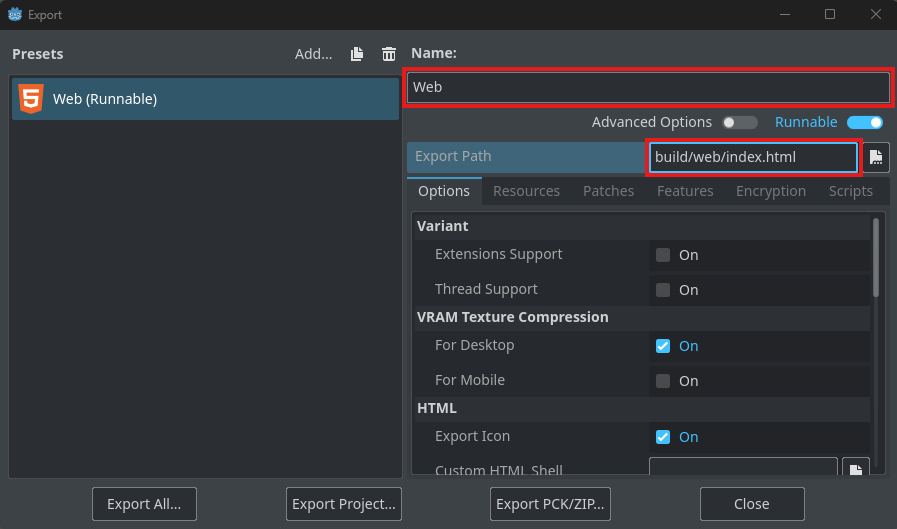 Export
Presets
Add...
Name:
Web (Runnable)
Web
Advanced Options
Runnable
Export Path
build/web/index.html
Options
Resources
Patches
Features
Encryption
Scripts
Variant
Extensions Support
On
Thread Support
On
VRAM Texture Compression
For Desktop
On
For Mobile
On
HTML
Export Icon
On
Custom HTML Shell
Export All...
Export Project...
Export PCK/ZIP...
Close